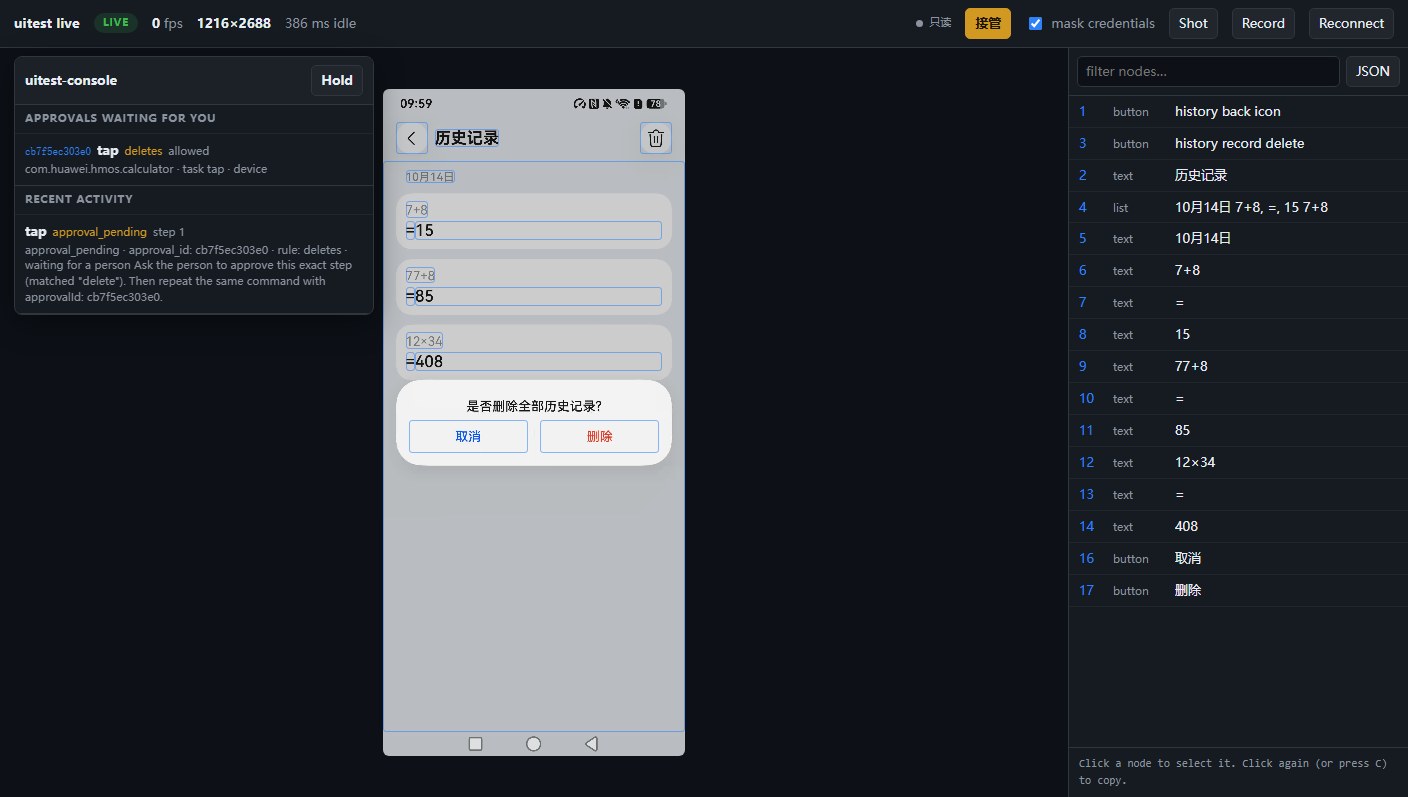 uitest live LIVE 0 fps 1216×2688 386 ms idle 只读 接管 mask credentials Shot Record Reconnect
uitest-console Hold
APPROVALS WAITING FOR YOU
cb7f5ec303e0 tap deletes allowed
com.huawei.hmos.calculator · task tap · device
RECENT ACTIVITY
tap approval_pending step 1
approval_pending · approval_id: cb7f5ec303e0 · rule: deletes ·
waiting for a person Ask the person to approve this exact step
(matched "delete"). Then repeat the same command with
approvalId: cb7f5ec303e0.
09:59 78
历史记录
10月14日
7+8
=15
77+8
=85
12×34
=408
是否删除全部历史记录?
取消 删除
filter nodes... JSON
1 button history back icon
3 button history record delete
2 text 历史记录
4 list 10月14日 7+8, =, 15 7+8
5 text 10月14日
6 text 7+8
7 text =
8 text 15
9 text 77+8
10 text =
11 text 85
12 text 12×34
13 text =
14 text 408
16 button 取消
17 button 删除
Click a node to select it. Click again (or press C)
to copy.